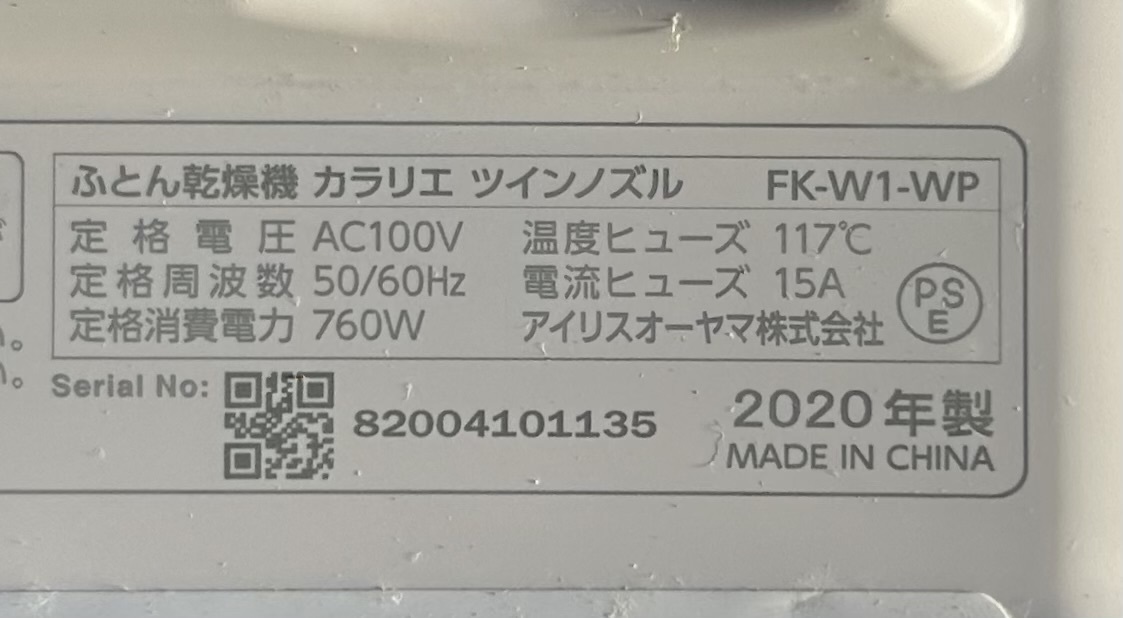 ふとん乾燥機 カラリエ ツインノズル FK-W1-WP
定格電圧 AC100V 温度ヒューズ 117℃
定格周波数 50/60Hz 電流ヒューズ 15A
定格消費電力 760W アイリスオーヤマ株式会社
PSE
Serial No: 82004101135
2020年製
MADE IN CHINA